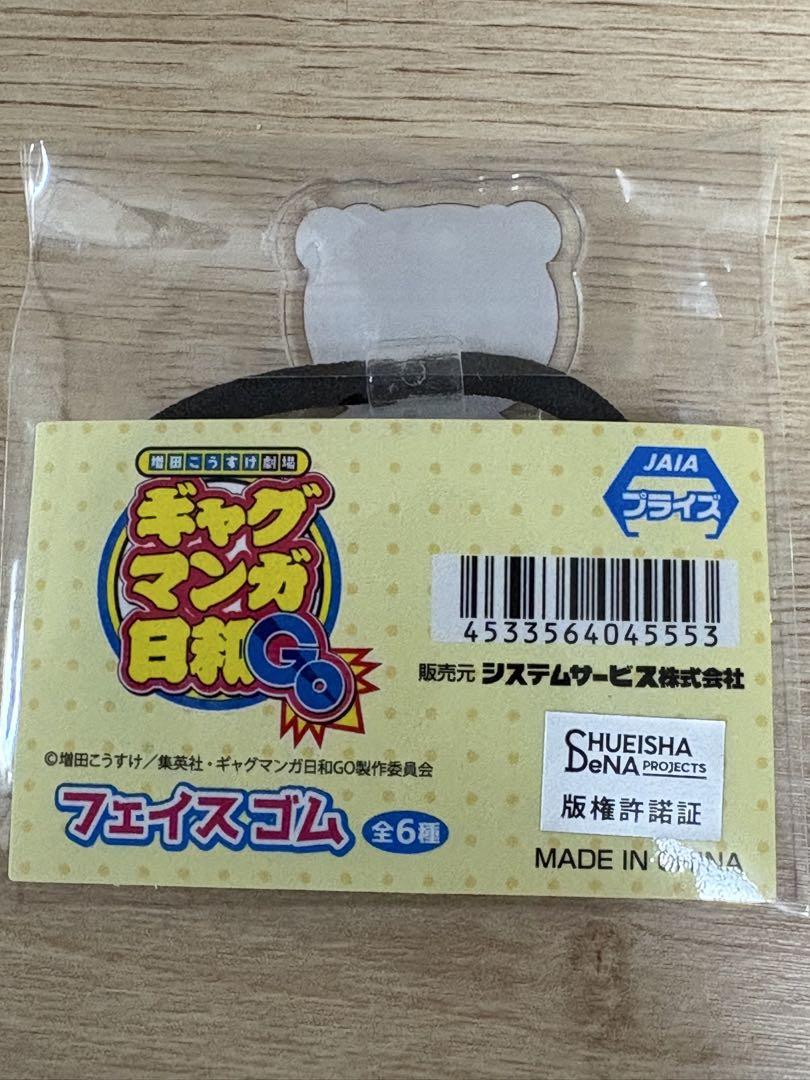 増田こうすけ劇場
ギャグ
マンガ
日和GO
JAIA
プライズ
4533564045553
販売元 システムサービス株式会社
©増田こうすけ/集英社・ギャグマンガ日和GO製作委員会
フェイスゴム 全6種
SHUEISHA
DeNA PROJECTS
版権許諾証
MADE IN CHINA